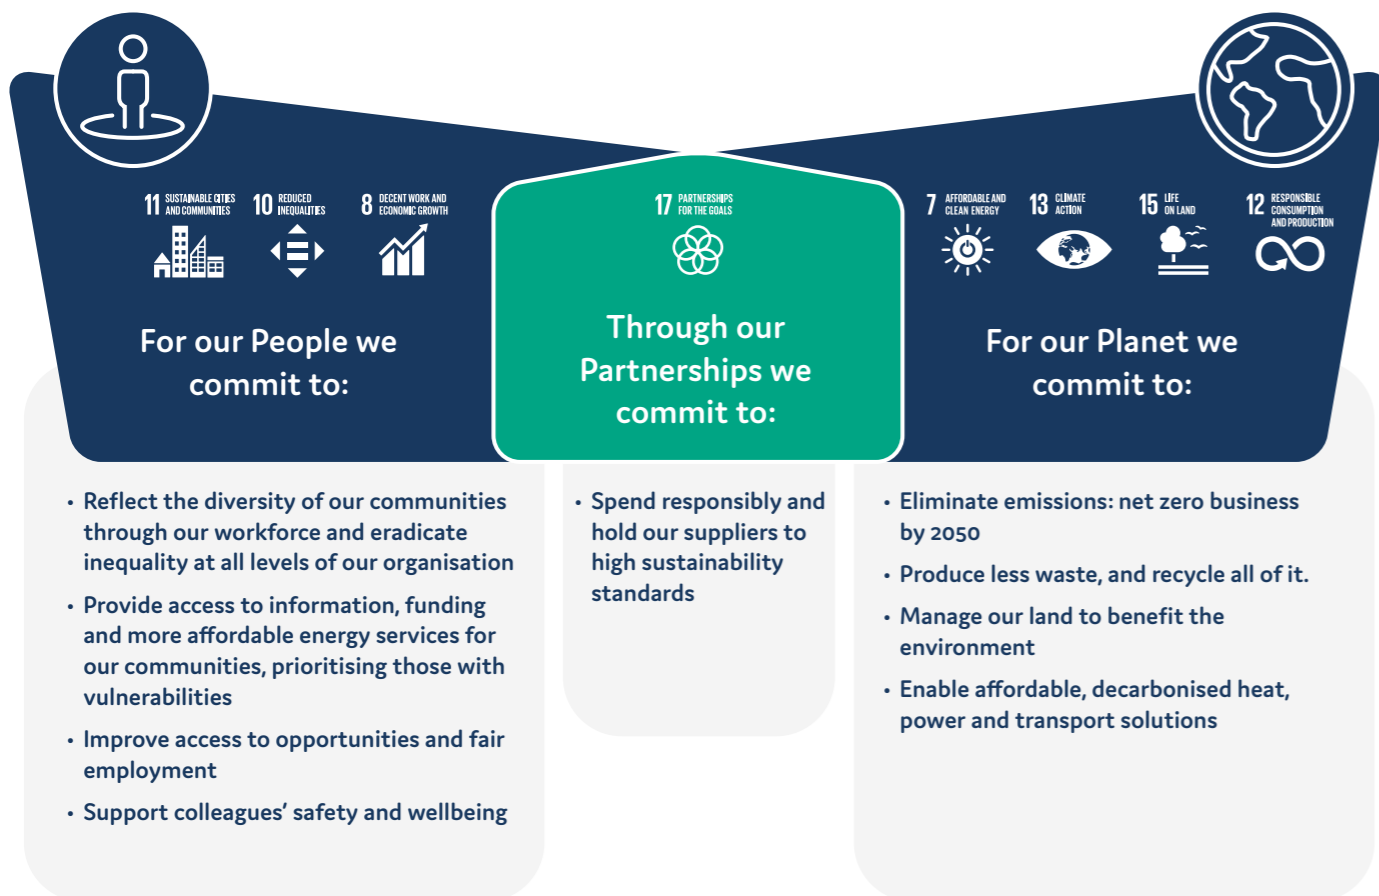 11 SUSTAINABLE CITIES
AND COMMUNITIES
10 REDUCED
INEQUALITIES
8 DECENT WORK AND
ECONOMIC GROWTH
For our People we
commit to:
• Reflect the diversity of our communities
through our workforce and eradicate
inequality at all levels of our organisation
• Provide access to information, funding
and more affordable energy services for
our communities, prioritising those with
vulnerabilities
• Improve access to opportunities and fair
employment
• Support colleagues’ safety and wellbeing
17 PARTNERSHIPS
FOR THE GOALS
Through our
Partnerships we
commit to:
• Spend responsibly and
hold our suppliers to
high sustainability
standards
7 AFFORDABLE AND
CLEAN ENERGY
13 CLIMATE
ACTION
15 LIFE
ON LAND
12 RESPONSIBLE
CONSUMPTION
AND PRODUCTION
For our Planet we
commit to:
• Eliminate emissions: net zero business
by 2050
• Produce less waste, and recycle all of it.
• Manage our land to benefit the
environment
• Enable affordable, decarbonised heat,
power and transport solutions